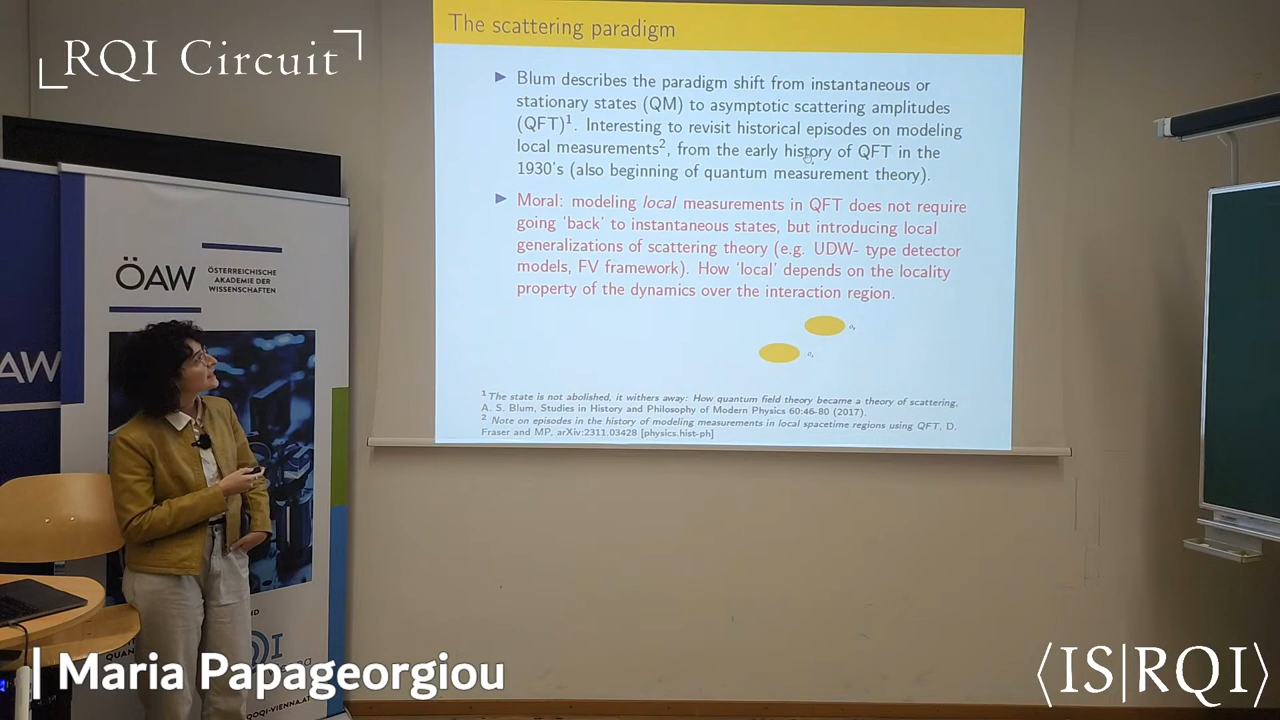 RQI Circuit
The scattering paradigm
Blum describes the paradigm shift from instantaneous or
stationary states (QM) to asymptotic scattering amplitudes
(QFT)1. Interesting to revisit historical episodes on modeling
local measurements2, from the early history of QFT in the
1930's (also beginning of quantum measurement theory).
Moral: modeling local measurements in QFT does not require
going 'back' to instantaneous states, but introducing local
generalizations of scattering theory (e.g. UDW- type detector
models, FV framework). How 'local' depends on the locality
property of the dynamics over the interaction region.
1 The state is not abolished, it withers away: How quantum field theory became a theory of scattering,
A. S. Blum, Studies in History and Philosophy of Modern Physics 60:46-80 (2017).
2 Note on episodes in the history of modeling measurements in local spacetime regions using QFT, D.
Fraser and MP, arXiv:2311.03428 [physics.hist-ph]
ÖAW
ÖSTERREICHISCHE
AKADEMIE DER
WISSENSCHAFTEN
AW
Maria Papageorgiou
⟨IS|RQI⟩